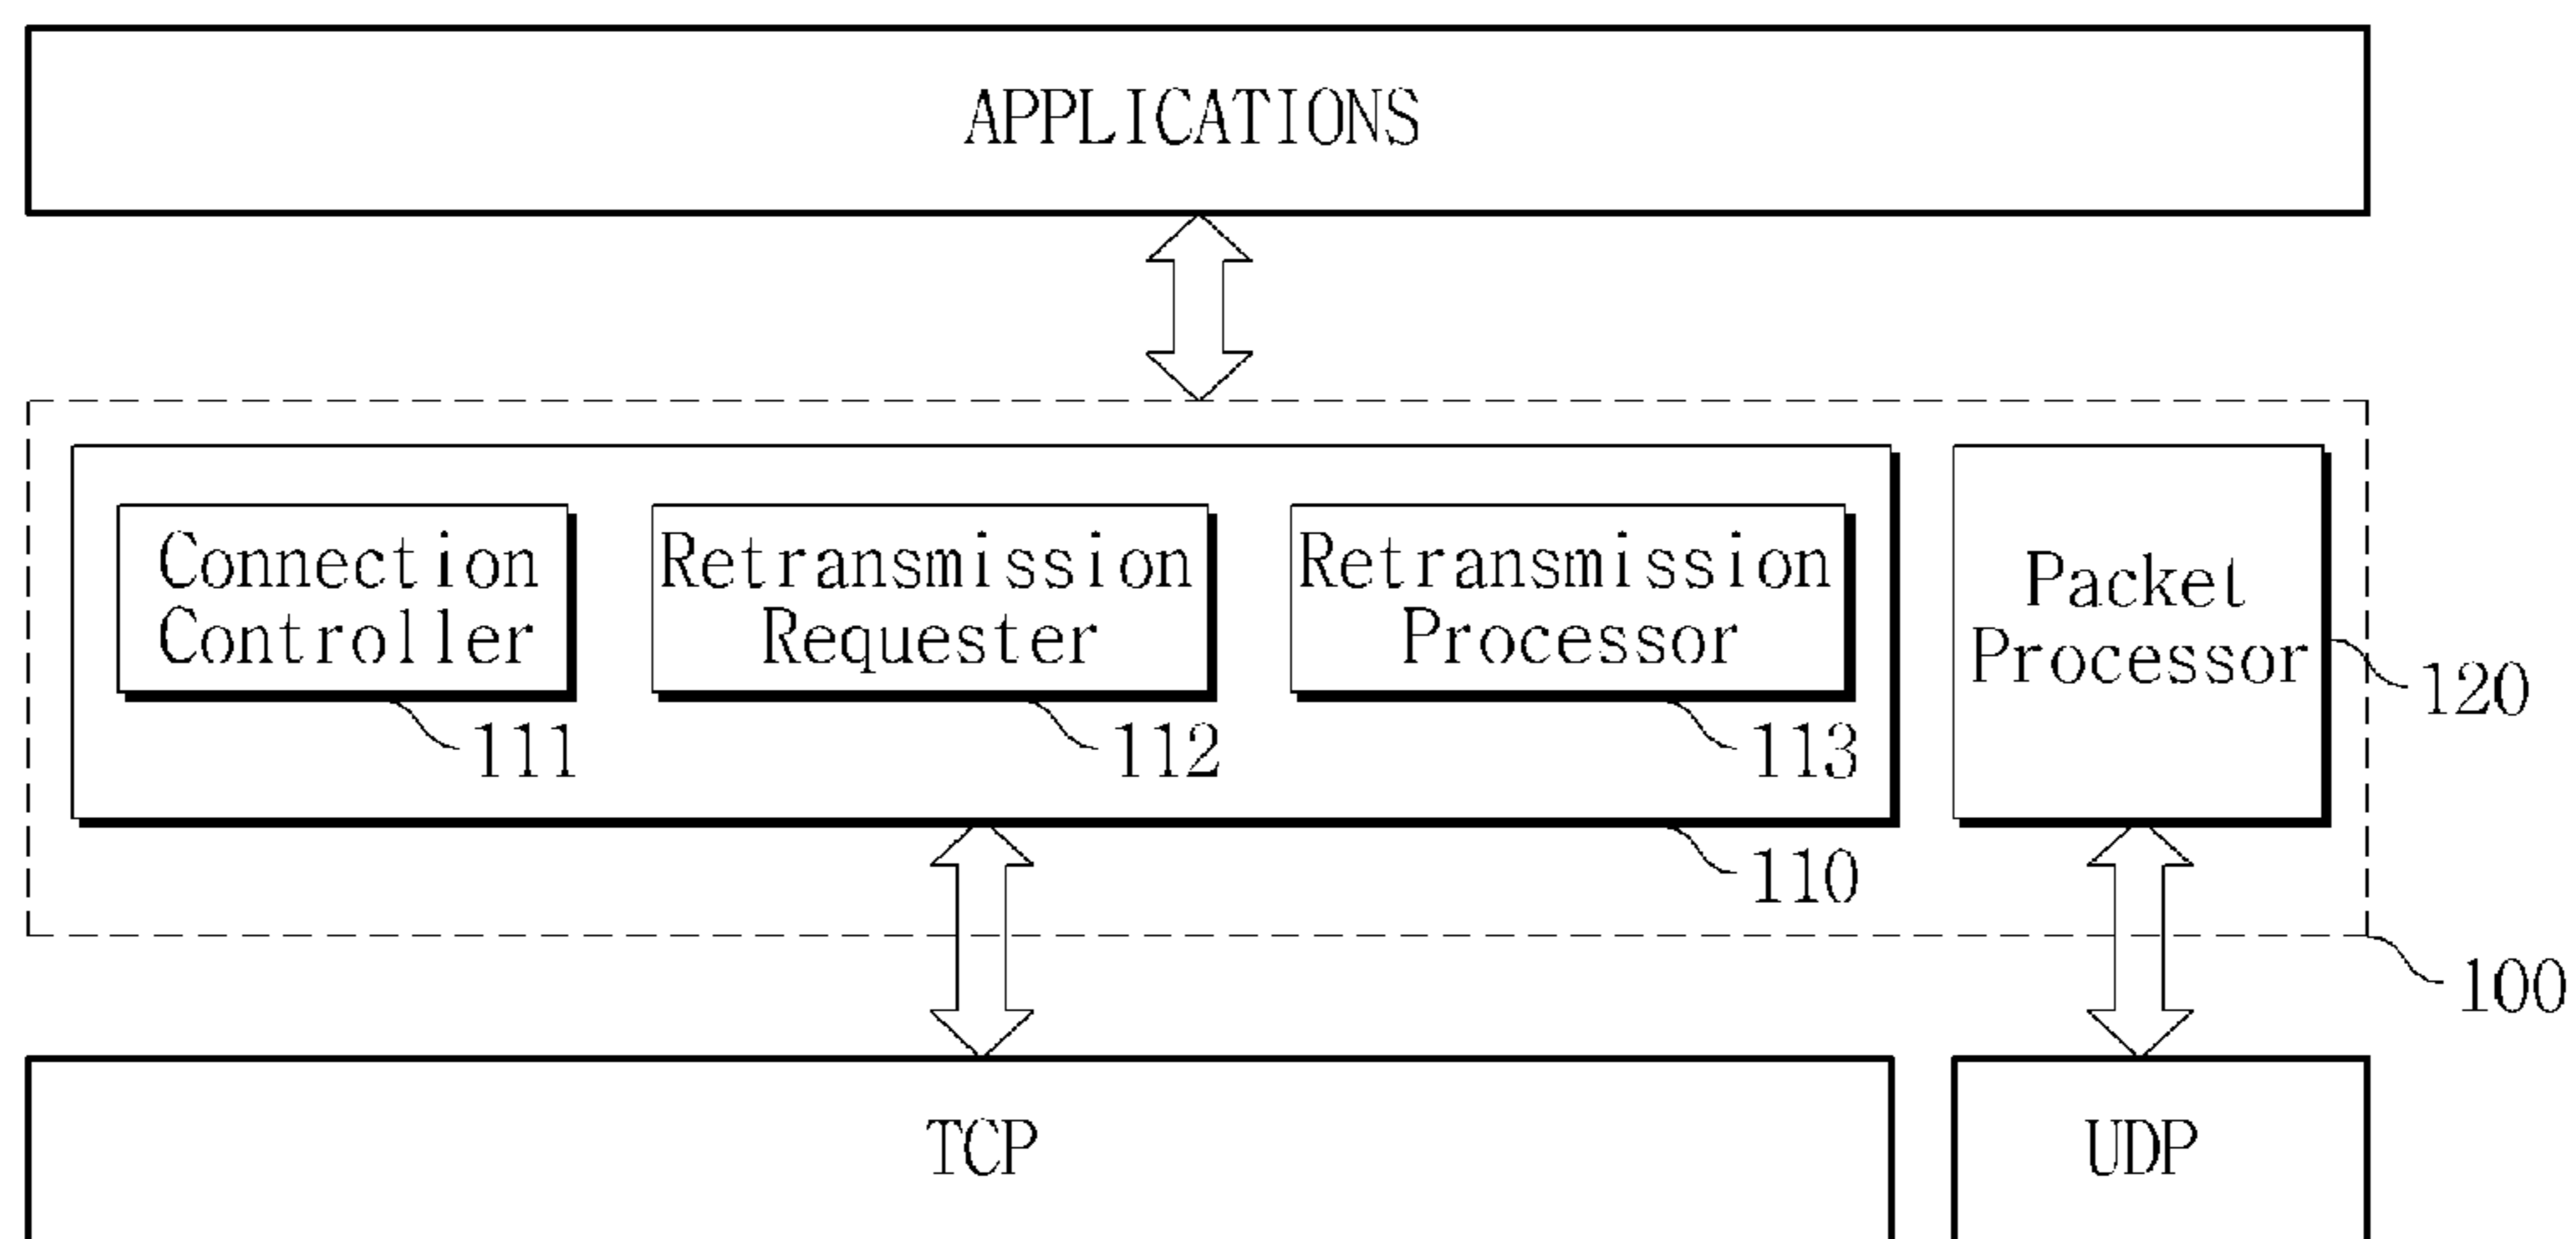 APPLICATIONS
Connection
Controller
Retransmission
Requester
Retransmission
Processor
Packet
Processor
111
112
113
120
110
100
TCP
UDP